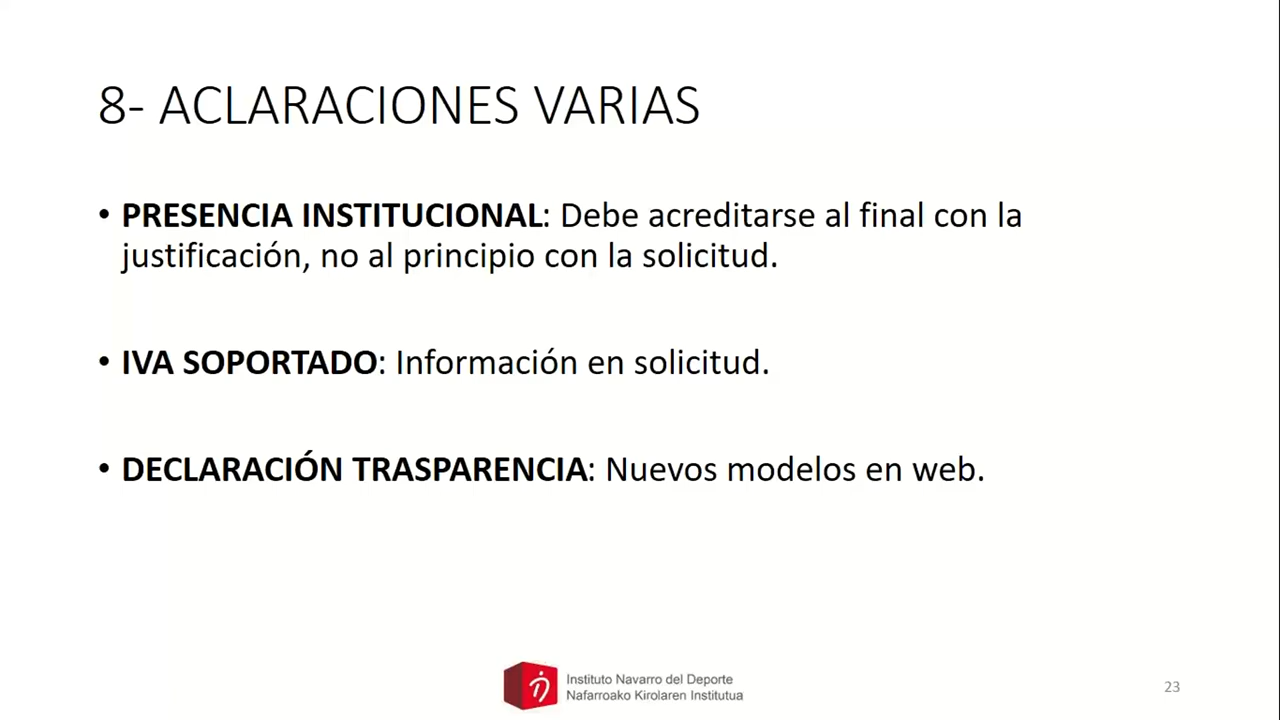 8- ACLARACIONES VARIAS
• PRESENCIA INSTITUCIONAL: Debe acreditarse al final con la
justificación, no al principio con la solicitud.
• IVA SOPORTADO: Información en solicitud.
• DECLARACIÓN TRASPARENCIA: Nuevos modelos en web.
Instituto Navarro del Deporte
Nafarroako Kirolaren Institutua
23